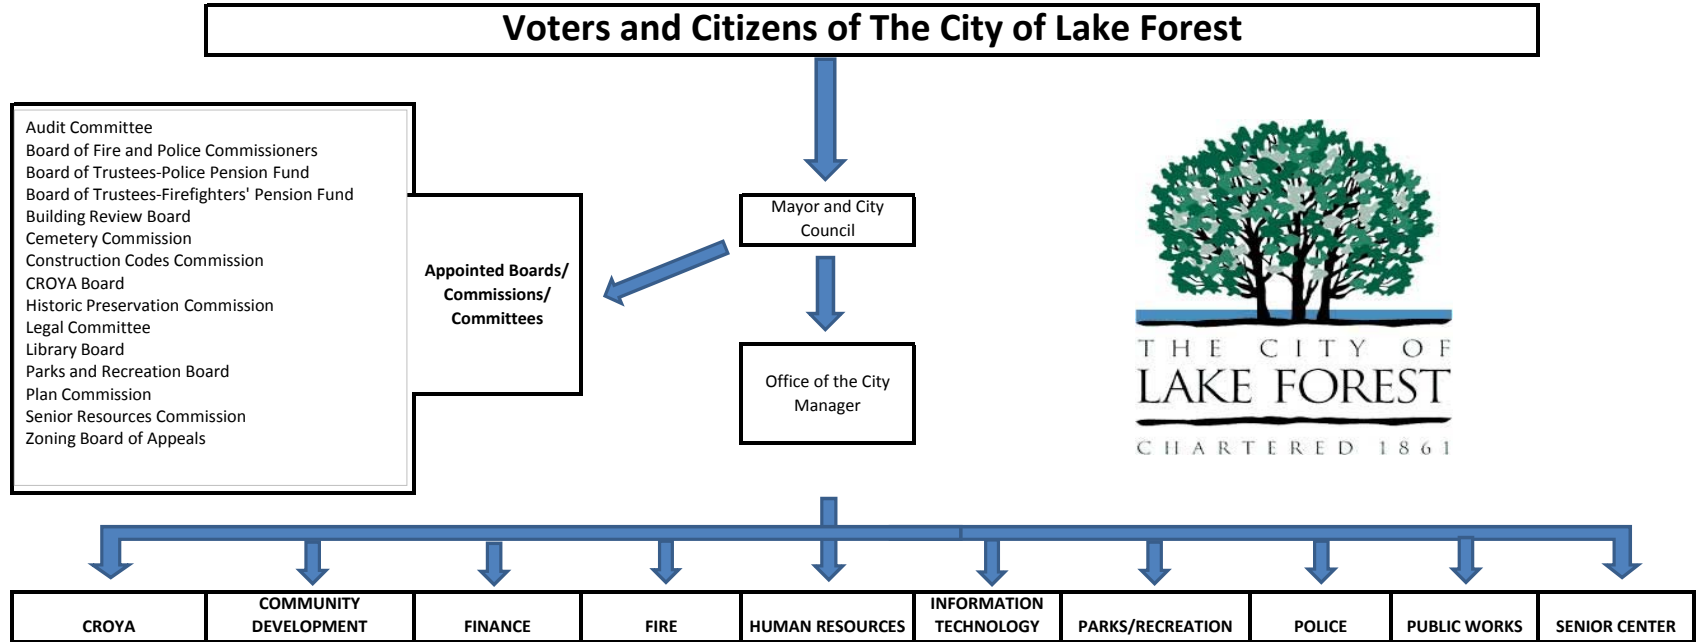 Voters and Citizens of The City of Lake Forest
Audit Committee
Board of Fire and Police Commissioners
Board of Trustees-Police Pension Fund
Board of Trustees-Firefighters' Pension Fund
Building Review Board
Cemetery Commission
Construction Codes Commission
CROYA Board
Historic Preservation Commission
Legal Committee
Library Board
Parks and Recreation Board
Plan Commission
Senior Resources Commission
Zoning Board of Appeals
Appointed Boards/
Commissions/
Committees
Mayor and City
Council
Office of the City
Manager
THE CITY OF
LAKE FOREST
CHARTERED 1861
CROYA
COMMUNITY
DEVELOPMENT
FINANCE
FIRE
HUMAN RESOURCES
INFORMATION
TECHNOLOGY
PARKS/RECREATION
POLICE
PUBLIC WORKS
SENIOR CENTER